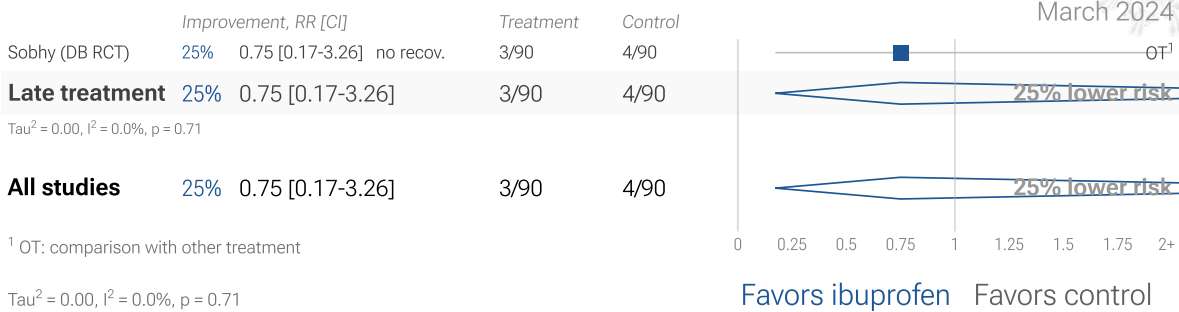 March 2024
Improvement, RR [CI] Treatment Control
Sobhy (DB RCT) 25% 0.75 [0.17-3.26] no recov. 3/90 4/90 OT¹
Late treatment 25% 0.75 [0.17-3.26] 3/90 4/90 25% lower risk
Tau² = 0.00, I² = 0.0%, p = 0.71
All studies 25% 0.75 [0.17-3.26] 3/90 4/90 25% lower risk
0 0.25 0.5 0.75 1 1.25 1.5 1.75 2+
¹ OT: comparison with other treatment
Tau² = 0.00, I² = 0.0%, p = 0.71
Favors ibuprofen Favors control